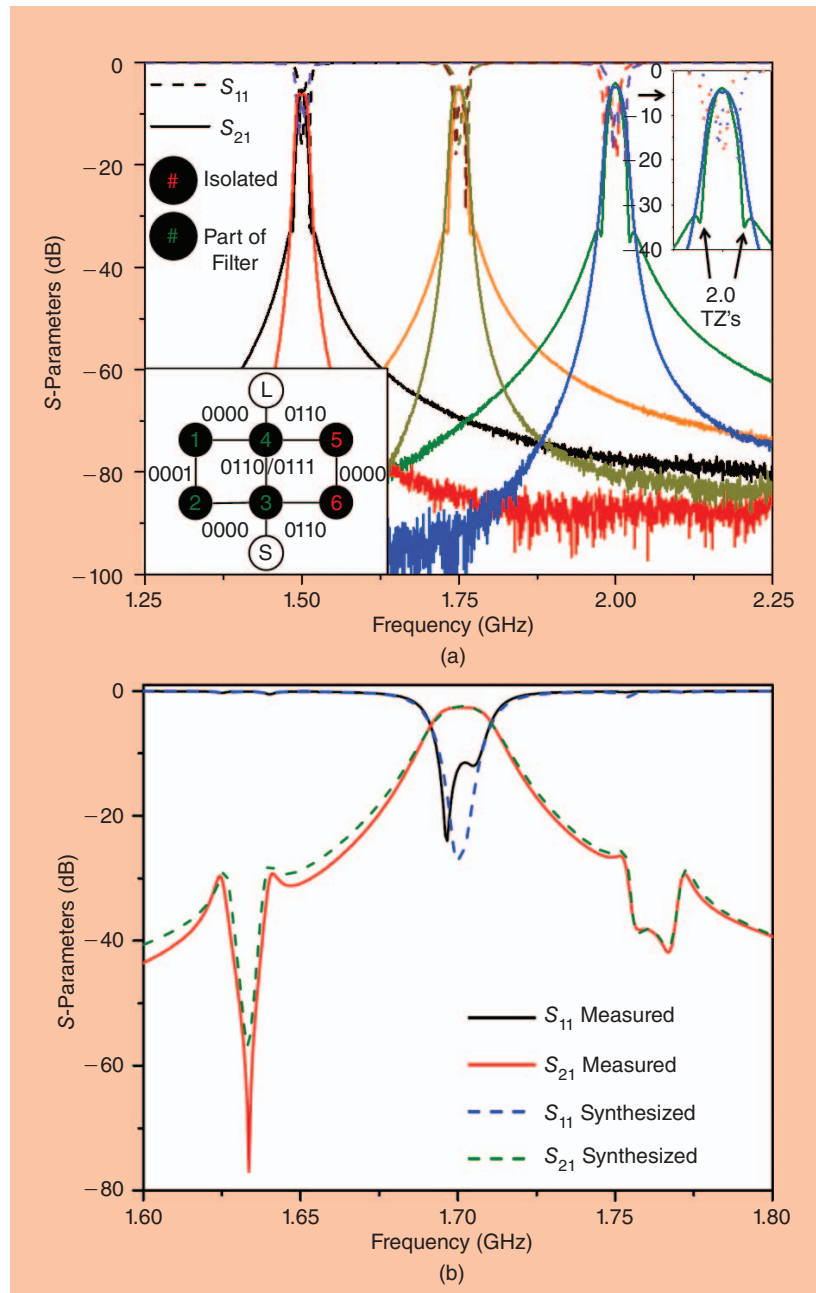 0
−20
−40
−60
−80
−100
S-Parameters (dB)
S11
S21
# Isolated
# Part of
Filter
0
−10
−20
−30
−40
2.0
TZ's
L
0000 0110
1 4 5
0001 0110/0111 0000
2 3 6
0000 0110
S
1.25 1.50 1.75 2.00 2.25
Frequency (GHz)
(a)
0
−20
−40
−60
−80
S-Parameters (dB)
S11 Measured
S21 Measured
S11 Synthesized
S21 Synthesized
1.60 1.65 1.70 1.75 1.80
Frequency (GHz)
(b)